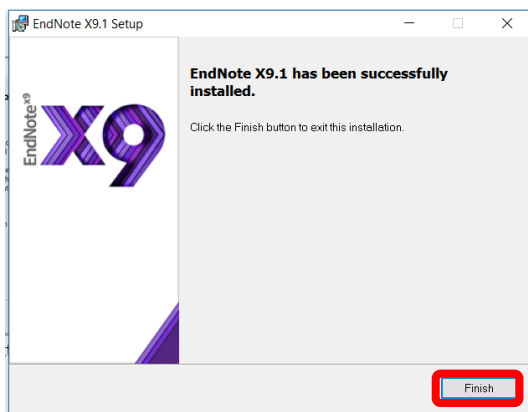 EndNote X9.1 Setup
EndNote X9.1 has been successfully
installed.
Click the Finish button to exit this installation.
EndNote X9
X9
Finish